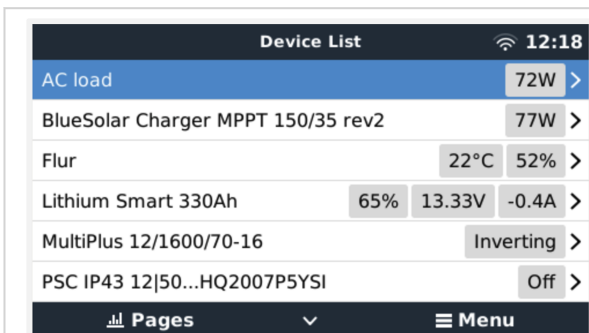 Device List 12:18
AC load 72W
BlueSolar Charger MPPT 150/35 rev2 77W
Flur 22°C 52%
Lithium Smart 330Ah 65% 13.33V -0.4A
MultiPlus 12/1600/70-16 Inverting
PSC IP43 12|50...HQ2007P5YSI Off
Pages Menu